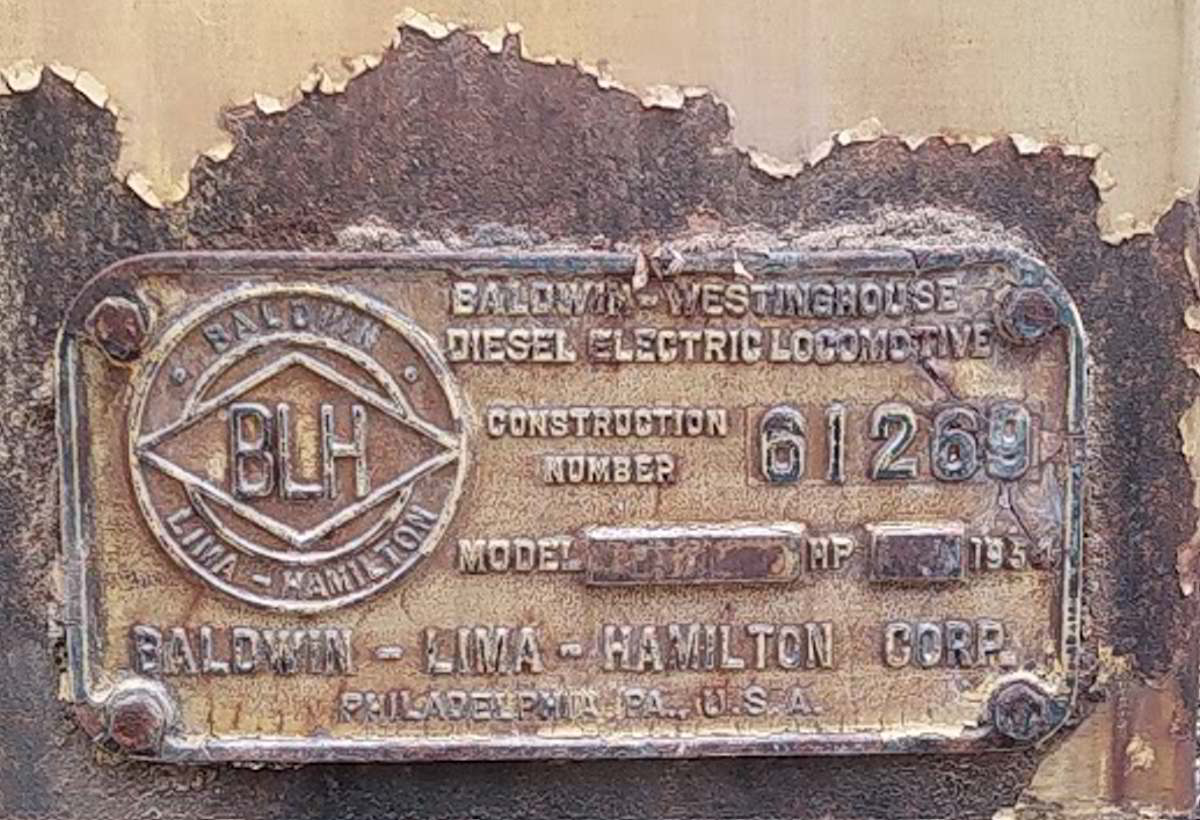 BALDWIN
BLH
LIMA-HAMILTON
BALDWIN-WESTINGHOUSE
DIESEL ELECTRIC LOCOMOTIVE
CONSTRUCTION
NUMBER
61269
MODEL HP
BALDWIN-LIMA-HAMILTON CORP.
PHILADELPHIA, PA., U.S.A.